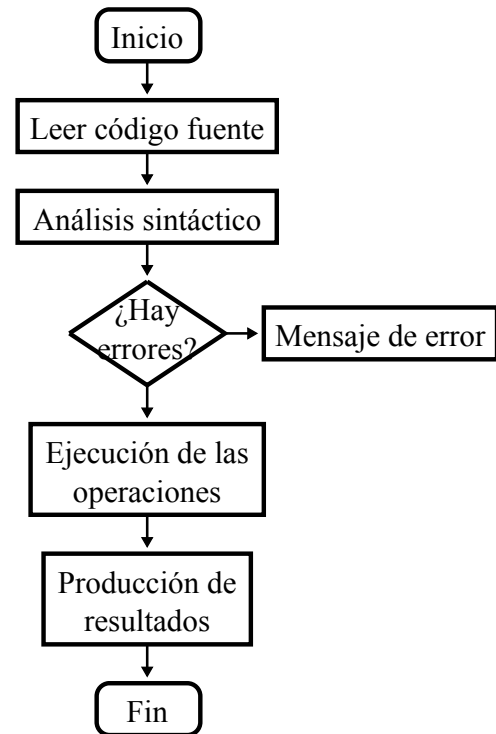 Inicio
Leer código fuente
Análisis sintáctico
¿Hay
errores?
Mensaje de error
Ejecución de las
operaciones
Producción de
resultados
Fin